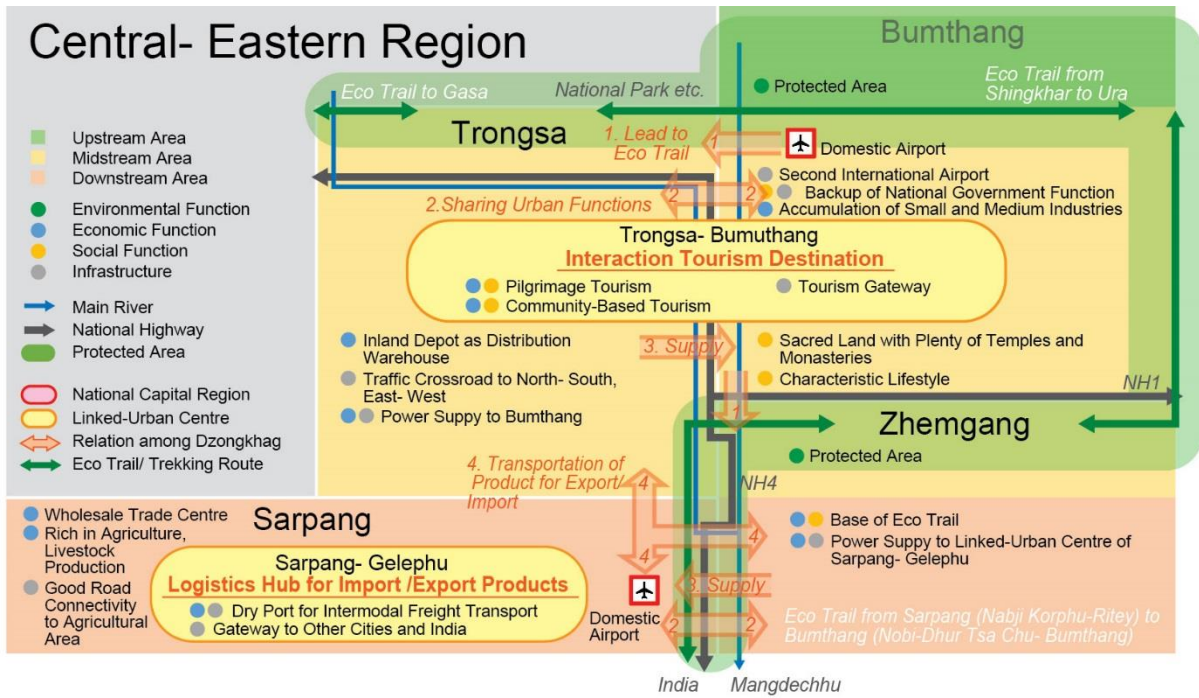 Central- Eastern Region
Upstream Area
Midstream Area
Downstream Area
Environmental Function
Economic Function
Social Function
Infrastructure
Main River
National Highway
Protected Area
National Capital Region
Linked-Urban Centre
Relation among Dzongkhag
Eco Trail/ Trekking Route
Bumthang
Eco Trail to Gasa
National Park etc.
Protected Area
Eco Trail from
Shingkhar to Ura
Trongsa
1. Lead to
Eco Trail
1
Domestic Airport
Second International Airport
Backup of National Government Function
Accumulation of Small and Medium Industries
2.Sharing Urban Functions
2
2
Trongsa- Bumuthang
Interaction Tourism Destination
Pilgrimage Tourism
Community-Based Tourism
Tourism Gateway
Inland Depot as Distribution
Warehouse
Traffic Crossroad to North- South,
East- West
Power Suppy to Bumthang
3. Supply
Sacred Land with Plenty of Temples and
Monasteries
Characteristic Lifestyle
1
NH1
Zhemgang
Protected Area
NH4
4. Transportation of
Product for Export/
Import
4
4
4
Wholesale Trade Centre
Rich in Agriculture,
Livestock
Production
Good Road
Connectivity
to Agricultural
Area
Sarpang
Sarpang- Gelephu
Logistics Hub for Import /Export Products
Dry Port for Intermodal Freight Transport
Gateway to Other Cities and India
Domestic
Airport
3. Supply
2
2
Base of Eco Trail
Power Suppy to Linked-Urban Centre of
Sarpang- Gelephu
Eco Trail from Sarpang (Nabji Korphu-Ritey) to
Bumthang (Nobi-Dhur Tsa Chu- Bumthang)
India
Mangdechhu